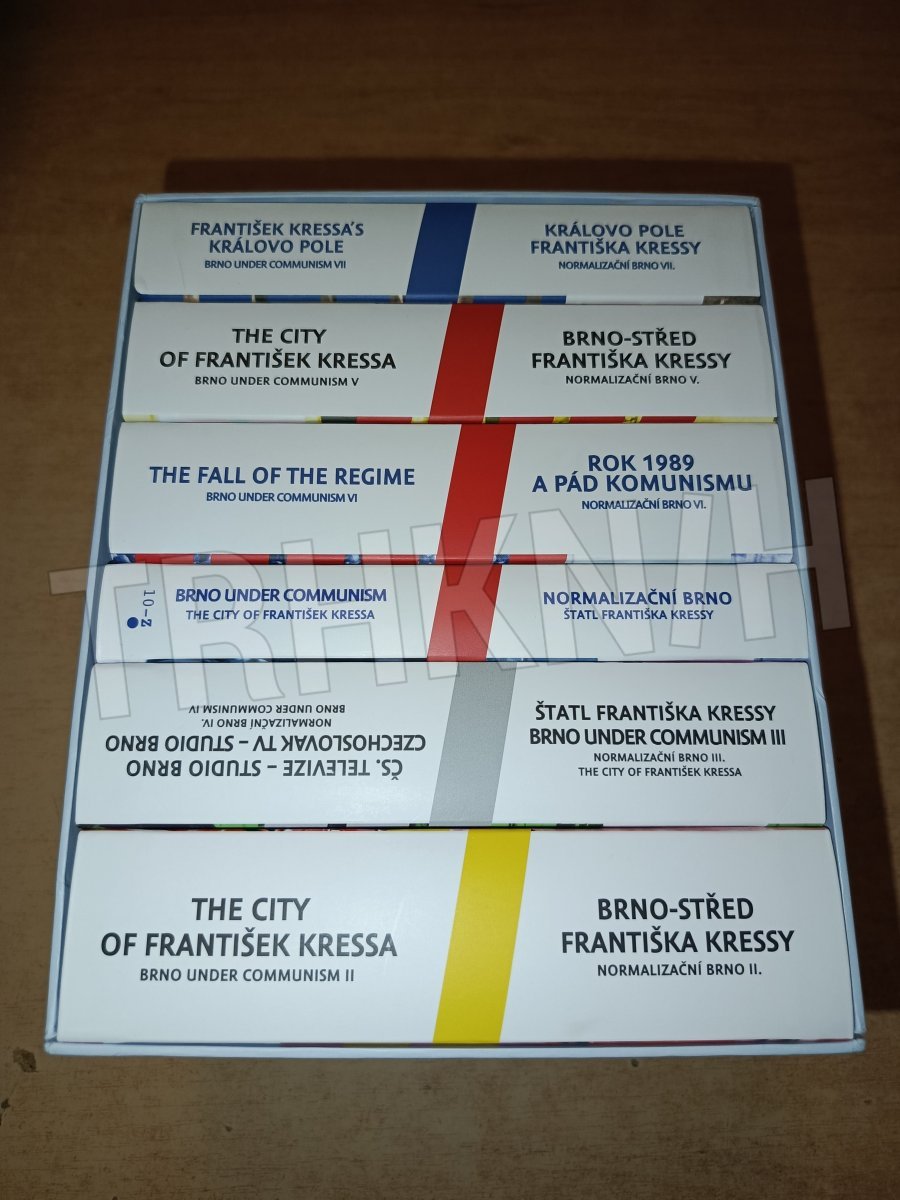 FRANTIŠEK KRESSA'S
KRÁLOVO POLE
BRNO UNDER COMMUNISM VII
KRÁLOVO POLE
FRANTIŠKA KRESSY
NORMALIZAČNÍ BRNO VII.
THE CITY
OF FRANTIŠEK KRESSA
BRNO UNDER COMMUNISM V
BRNO-STŘED
FRANTIŠKA KRESSY
NORMALIZAČNÍ BRNO V.
THE FALL OF THE REGIME
BRNO UNDER COMMUNISM VI
ROK 1989
A PÁD KOMUNISMU
NORMALIZAČNÍ BRNO VI.
10-Z
BRNO UNDER COMMUNISM
THE CITY OF FRANTIŠEK KRESSA
NORMALIZAČNÍ BRNO
ŠTATL FRANTIŠKA KRESSY
ČS. TELEVIZE – STUDIO BRNO
CZECHOSLOVAK TV – STUDIO BRNO
NORMALIZAČNÍ BRNO IV.
BRNO UNDER COMMUNISM IV
ŠTATL FRANTIŠKA KRESSY
BRNO UNDER COMMUNISM III
NORMALIZAČNÍ BRNO III.
THE CITY OF FRANTIŠEK KRESSA
THE CITY
OF FRANTIŠEK KRESSA
BRNO UNDER COMMUNISM II
BRNO-STŘED
FRANTIŠKA KRESSY
NORMALIZAČNÍ BRNO II.
TRHKNIH